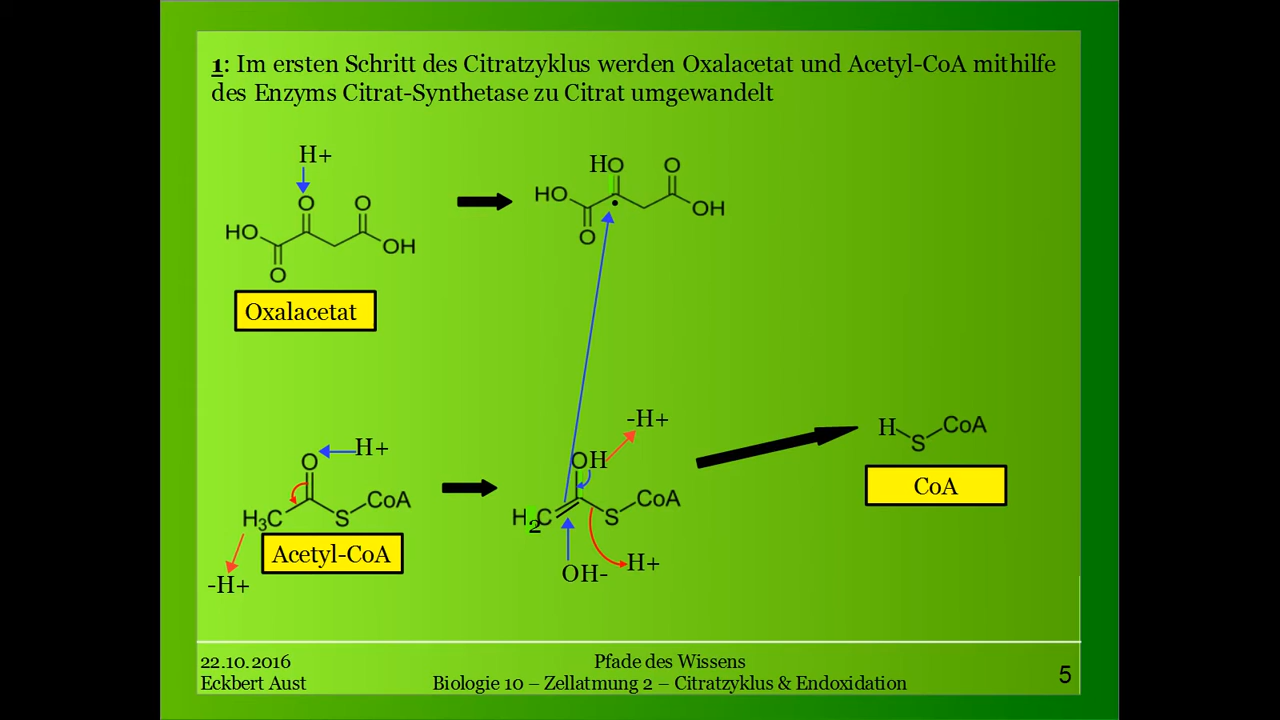 1: Im ersten Schritt des Citratzyklus werden Oxalacetat und Acetyl-CoA mithilfe
des Enzyms Citrat-Synthetase zu Citrat umgewandelt
H+
O O
HO
OH
O
Oxalacetat
HO O
HO
OH
O
-H+
H+
O
CoA
H3C S
Acetyl-CoA
-H+
OH
CoA
H2C S
OH-
H+
H CoA
S
CoA
22.10.2016
Eckbert Aust
Pfade des Wissens
Biologie 10 – Zellatmung 2 – Citratzyklus & Endoxidation
5